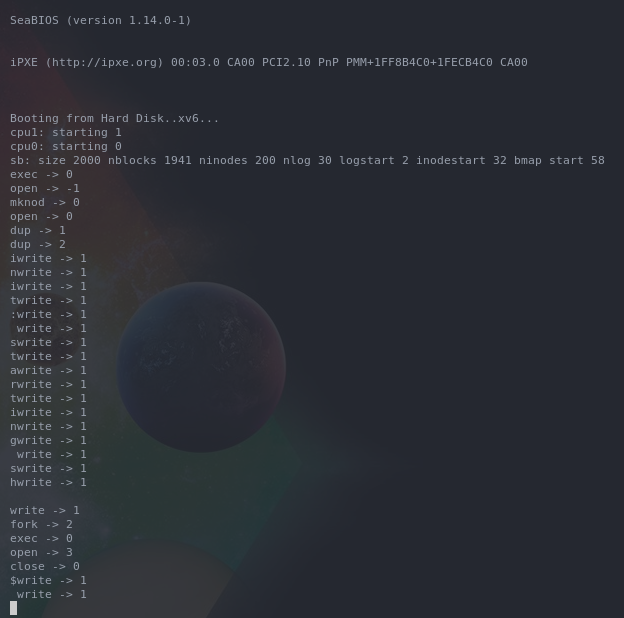 SeaBIOS (version 1.14.0-1)
iPXE (http://ipxe.org) 00:03.0 CA00 PCI2.10 PnP PMM+1FF8B4C0+1FECB4C0 CA00
Booting from Hard Disk..xv6...
cpu1: starting 1
cpu0: starting 0
sb: size 2000 nblocks 1941 ninodes 200 nlog 30 logstart 2 inodestart 32 bmap start 58
exec -> 0
open -> -1
mknod -> 0
open -> 0
dup -> 1
dup -> 2
iwrite -> 1
nwrite -> 1
iwrite -> 1
twrite -> 1
:write -> 1
 write -> 1
swrite -> 1
twrite -> 1
awrite -> 1
rwrite -> 1
twrite -> 1
iwrite -> 1
nwrite -> 1
gwrite -> 1
 write -> 1
swrite -> 1
hwrite -> 1

write -> 1
fork -> 2
exec -> 0
open -> 3
close -> 0
$write -> 1
 write -> 1